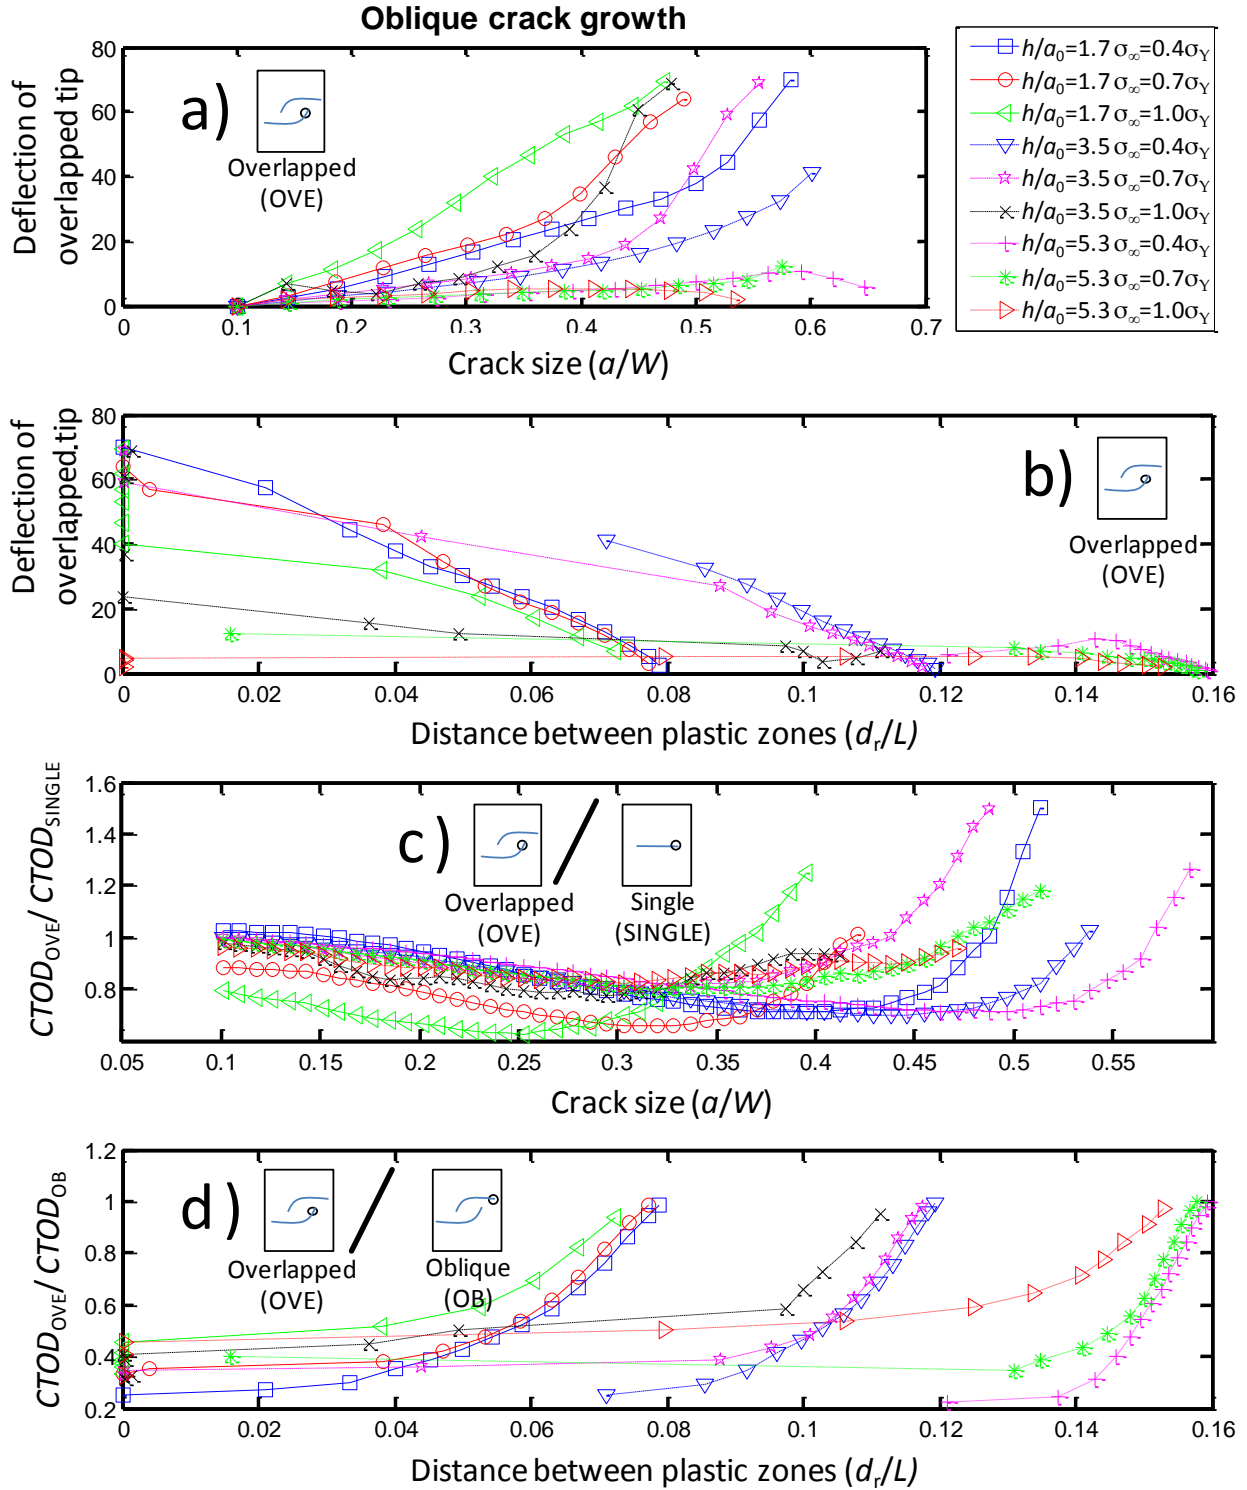 Oblique crack growth
Deflection of
overlapped tip
80
60
40
20
0
a)
Overlapped
(OVE)
0 0.1 0.2 0.3 0.4 0.5 0.6 0.7
Crack size (a/W)
h/a₀=1.7 σ∞=0.4σY
h/a₀=1.7 σ∞=0.7σY
h/a₀=1.7 σ∞=1.0σY
h/a₀=3.5 σ∞=0.4σY
h/a₀=3.5 σ∞=0.7σY
h/a₀=3.5 σ∞=1.0σY
h/a₀=5.3 σ∞=0.4σY
h/a₀=5.3 σ∞=0.7σY
h/a₀=5.3 σ∞=1.0σY
Deflection of
overlapped tip
80
60
40
20
0
b)
Overlapped
(OVE)
0 0.02 0.04 0.06 0.08 0.1 0.12 0.14 0.16
Distance between plastic zones (dr/L)
CTODOVE/ CTODSINGLE
1.6
1.4
1.2
1
0.8
c)
Overlapped
(OVE)
Single
(SINGLE)
0.05 0.1 0.15 0.2 0.25 0.3 0.35 0.4 0.45 0.5 0.55
Crack size (a/W)
CTODOVE/ CTODOB
1.2
1
0.8
0.6
0.4
0.2
d)
Overlapped
(OVE)
Oblique
(OB)
0 0.02 0.04 0.06 0.08 0.1 0.12 0.14 0.16
Distance between plastic zones (dr/L)